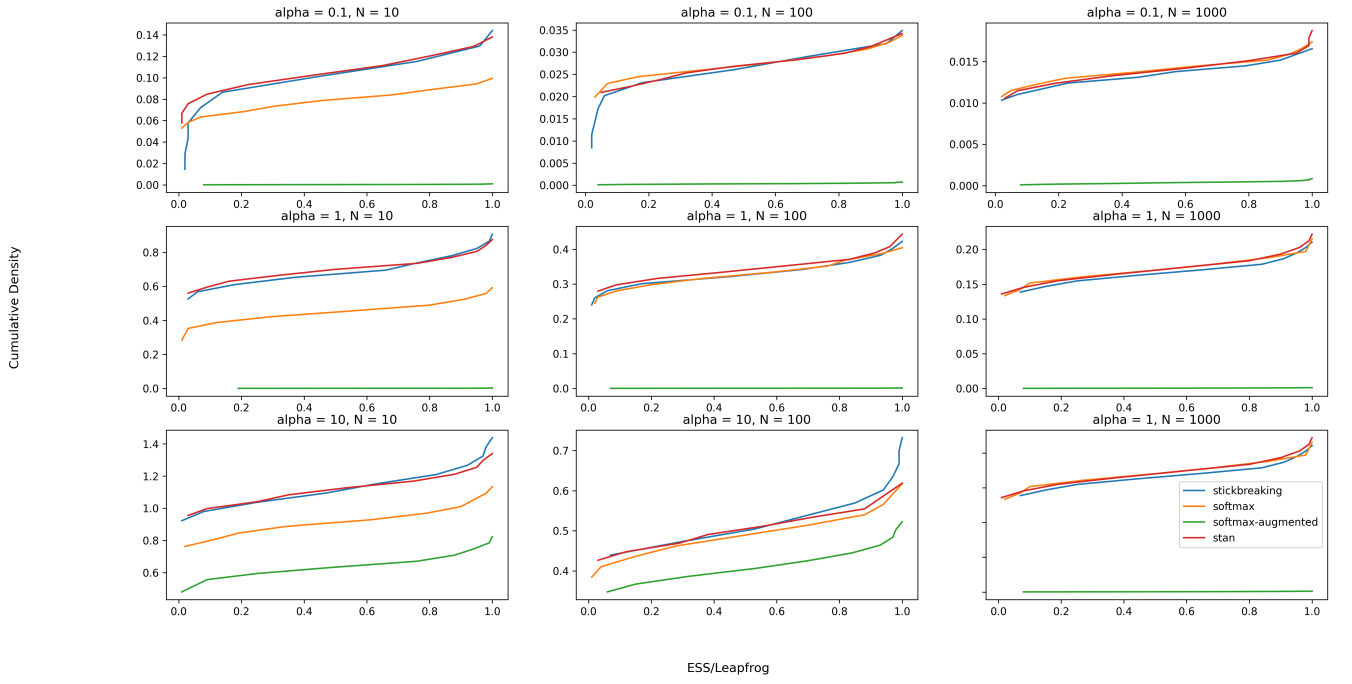 alpha = 0.1, N = 10
0.14
0.12
0.10
0.08
0.06
0.04
0.02
0.00
0.0 0.2 0.4 0.6 0.8 1.0
alpha = 0.1, N = 100
0.035
0.030
0.025
0.020
0.015
0.010
0.005
0.000
0.0 0.2 0.4 0.6 0.8 1.0
alpha = 0.1, N = 1000
0.015
0.010
0.005
0.000
0.0 0.2 0.4 0.6 0.8 1.0
alpha = 1, N = 10
0.8
0.6
0.4
0.2
0.0
0.0 0.2 0.4 0.6 0.8 1.0
alpha = 1, N = 100
0.4
0.3
0.2
0.1
0.0
0.0 0.2 0.4 0.6 0.8 1.0
alpha = 1, N = 1000
0.20
0.15
0.10
0.05
0.00
0.0 0.2 0.4 0.6 0.8 1.0
alpha = 10, N = 10
1.4
1.2
1.0
0.8
0.6
0.0 0.2 0.4 0.6 0.8 1.0
alpha = 10, N = 100
0.7
0.6
0.5
0.4
0.0 0.2 0.4 0.6 0.8 1.0
alpha = 1, N = 1000
stickbreaking
softmax
softmax-augmented
stan
0.0 0.2 0.4 0.6 0.8 1.0
Cumulative Density
ESS/Leapfrog